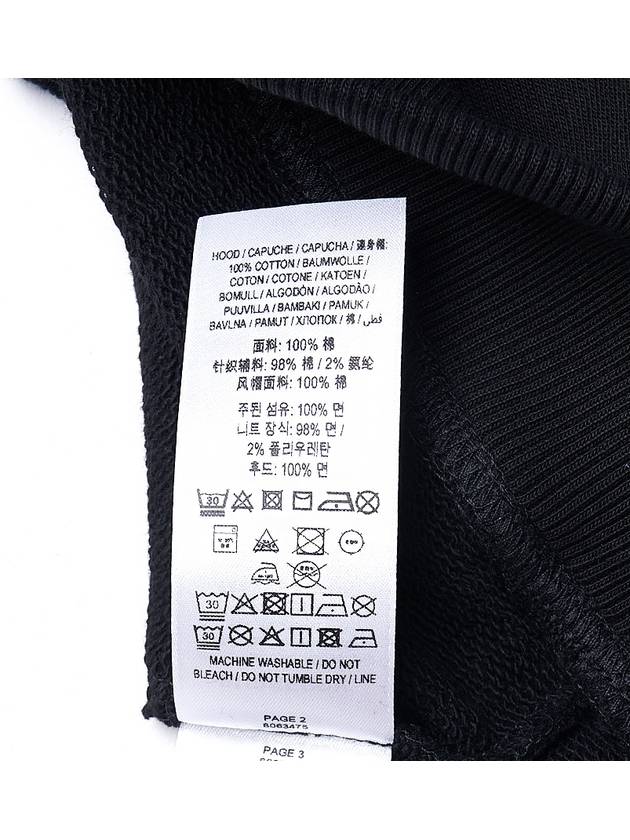 HOOD / CAPUCHE / CAPUCHA / 連身帽:
100% COTTON / BAUMWOLLE /
COTON / COTONE / KATOEN /
BOMULL / ALGODÓN / ALGODÃO /
PUUVILLA / BAMBAKI / PAMUK /
BAVLNA / PAMUT / ХЛОПОК / 棉 / قطن
面料: 100% 棉
针织辅料: 98% 棉 / 2% 氨纶
风帽面料: 100% 棉
주된 섬유: 100% 면
니트 장식: 98% 면 /
2% 폴리우레탄
후드: 100% 면
30
30
30
MACHINE WASHABLE / DO NOT
BLEACH / DO NOT TUMBLE DRY / LINE
PAGE 2
8063475
PAGE 3